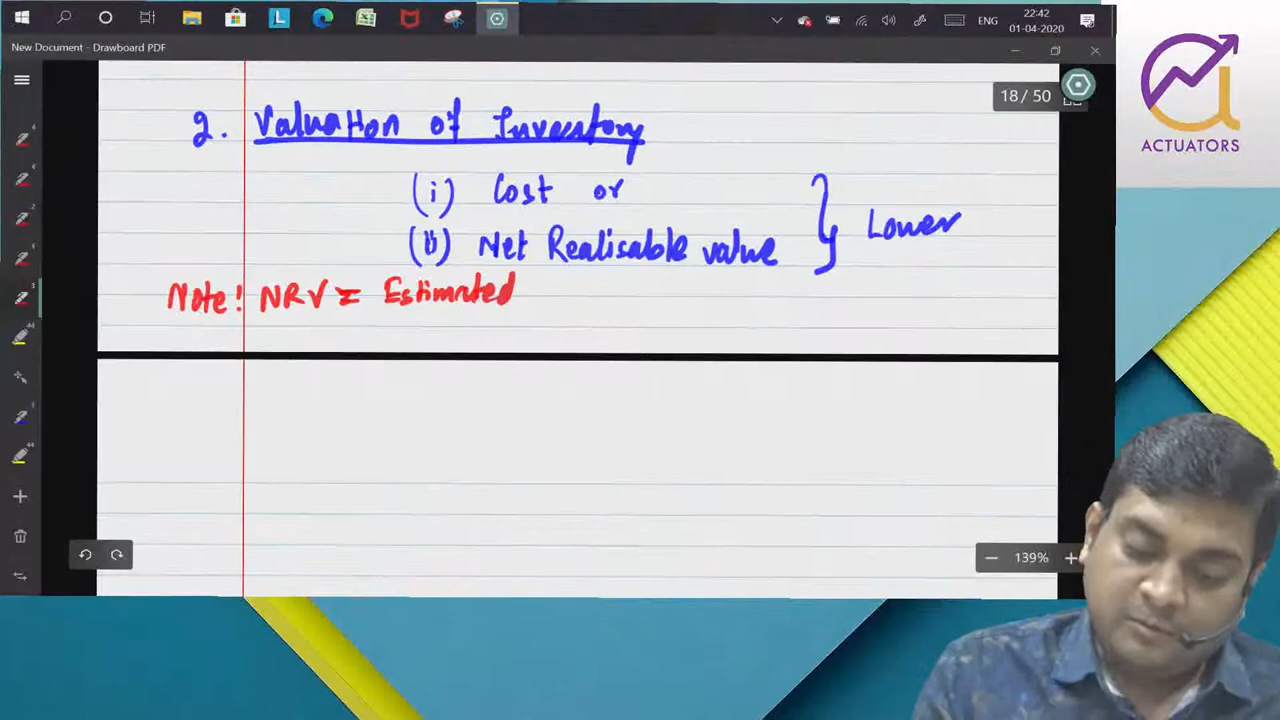 22:42
ENG
01-04-2020
New Document - Drawboard PDF
18 / 50
ACTUATORS
2. Valuation of Inventory
(i) Cost or
(ii) Net Realisable value
Lower
Note! NRV = Estimated
139%